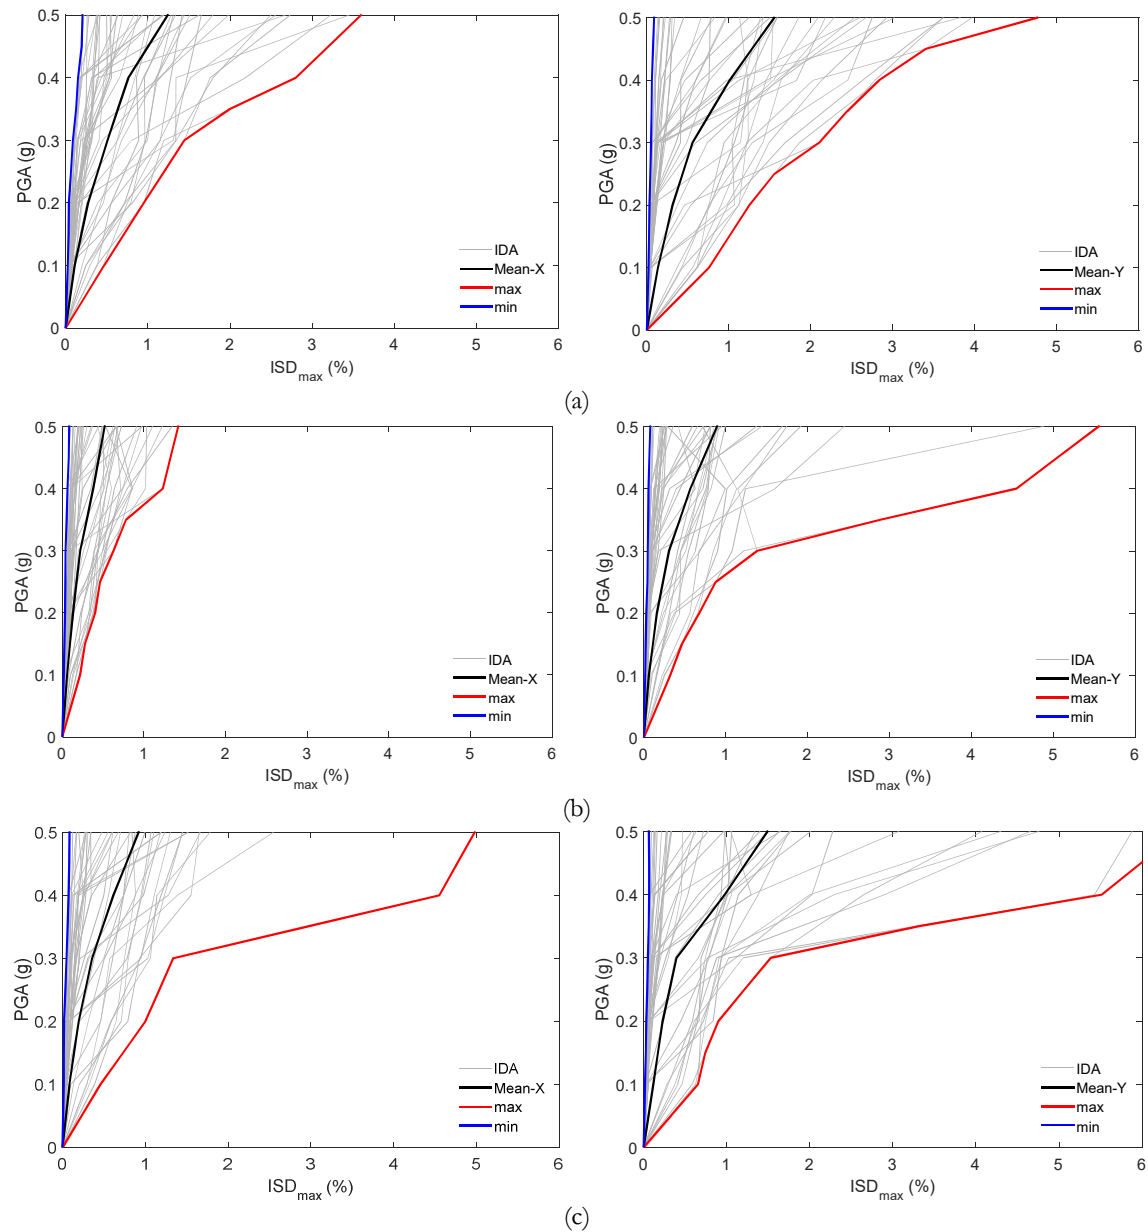 0.5
0.4
0.3
0.2
0.1
0
PGA (g)
0 1 2 3 4 5 6
ISDmax (%)
IDA
Mean-X
max
min
0.5
0.4
0.3
0.2
0.1
0
PGA (g)
0 1 2 3 4 5 6
ISDmax (%)
IDA
Mean-Y
max
min
(a)
0.5
0.4
0.3
0.2
0.1
0
PGA (g)
0 1 2 3 4 5 6
ISDmax (%)
IDA
Mean-X
max
min
0.5
0.4
0.3
0.2
0.1
0
PGA (g)
0 1 2 3 4 5 6
ISDmax (%)
IDA
Mean-Y
max
min
(b)
0.5
0.4
0.3
0.2
0.1
0
PGA (g)
0 1 2 3 4 5 6
ISDmax (%)
IDA
Mean-X
max
min
0.5
0.4
0.3
0.2
0.1
0
PGA (g)
0 1 2 3 4 5 6
ISDmax (%)
IDA
Mean-Y
max
min
(c)